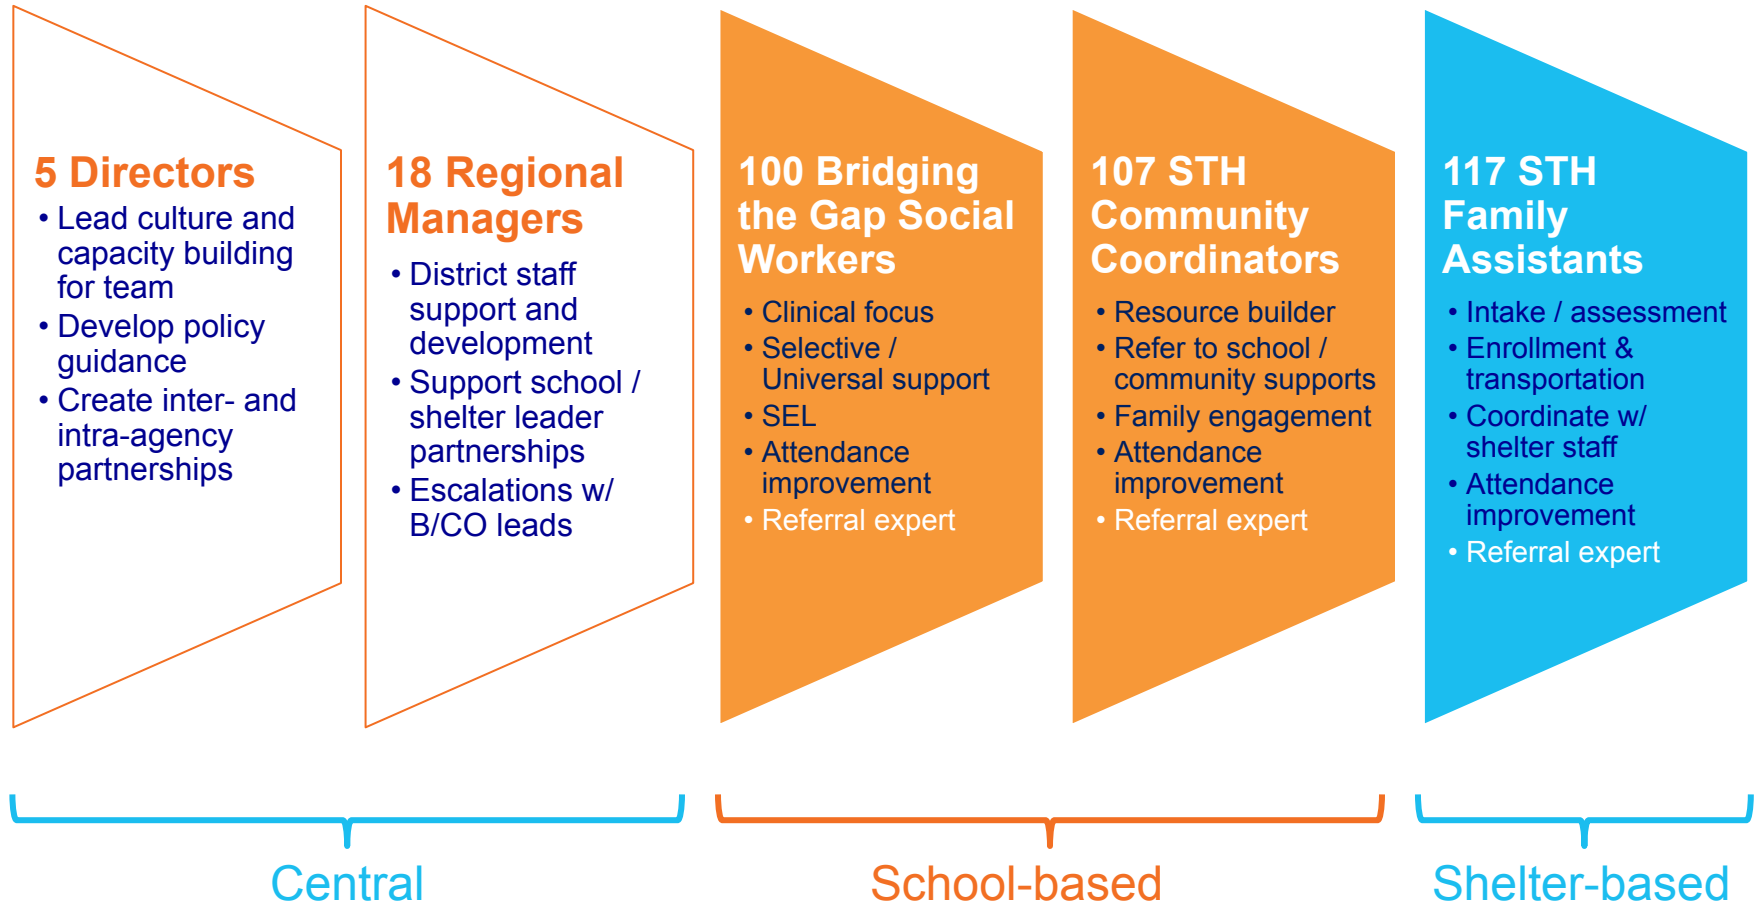 5 Directors
• Lead culture and
capacity building
for team
• Develop policy
guidance
• Create inter- and
intra-agency
partnerships
18 Regional
Managers
• District staff
support and
development
• Support school /
shelter leader
partnerships
• Escalations w/
B/CO leads
100 Bridging
the Gap Social
Workers
• Clinical focus
• Selective /
Universal support
• SEL
• Attendance
improvement
• Referral expert
107 STH
Community
Coordinators
• Resource builder
• Refer to school /
community supports
• Family engagement
• Attendance
improvement
• Referral expert
117 STH
Family
Assistants
• Intake / assessment
• Enrollment &
transportation
• Coordinate w/
shelter staff
• Attendance
improvement
• Referral expert
Central
School-based
Shelter-based